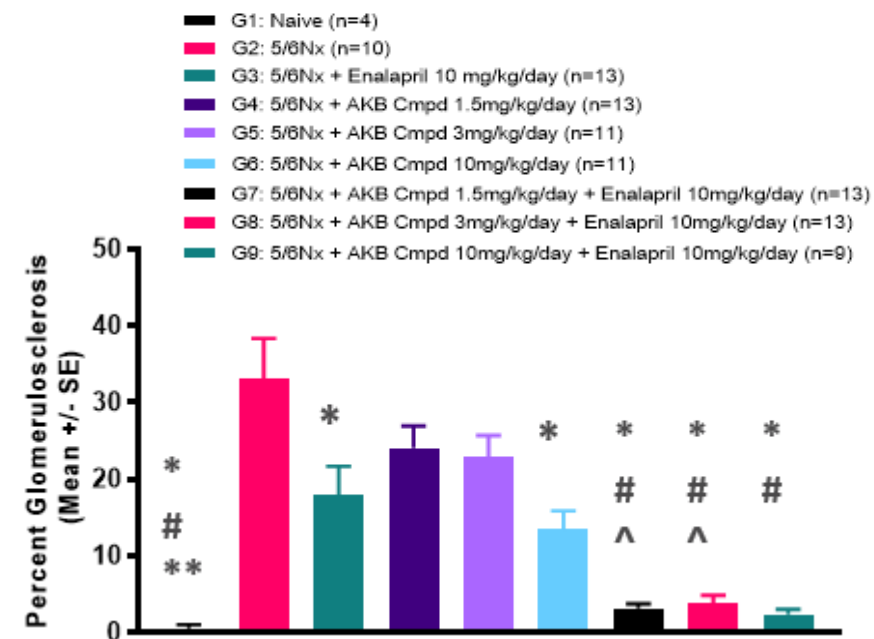 G1: Naive (n=4)
G2: 5/6Nx (n=10)
G3: 5/6Nx + Enalapril 10 mg/kg/day (n=13)
G4: 5/6Nx + AKB Cmpd 1.5mg/kg/day (n=13)
G5: 5/6Nx + AKB Cmpd 3mg/kg/day (n=11)
G6: 5/6Nx + AKB Cmpd 10mg/kg/day (n=11)
G7: 5/6Nx + AKB Cmpd 1.5mg/kg/day + Enalapril 10mg/kg/day (n=13)
G8: 5/6Nx + AKB Cmpd 3mg/kg/day + Enalapril 10mg/kg/day (n=13)
G9: 5/6Nx + AKB Cmpd 10mg/kg/day + Enalapril 10mg/kg/day (n=9)
Percent Glomerulosclerosis
(Mean +/- SE)
50
40
30
20
10
0
*
#
**
*
*
*
#
^
*
#
^
*
#